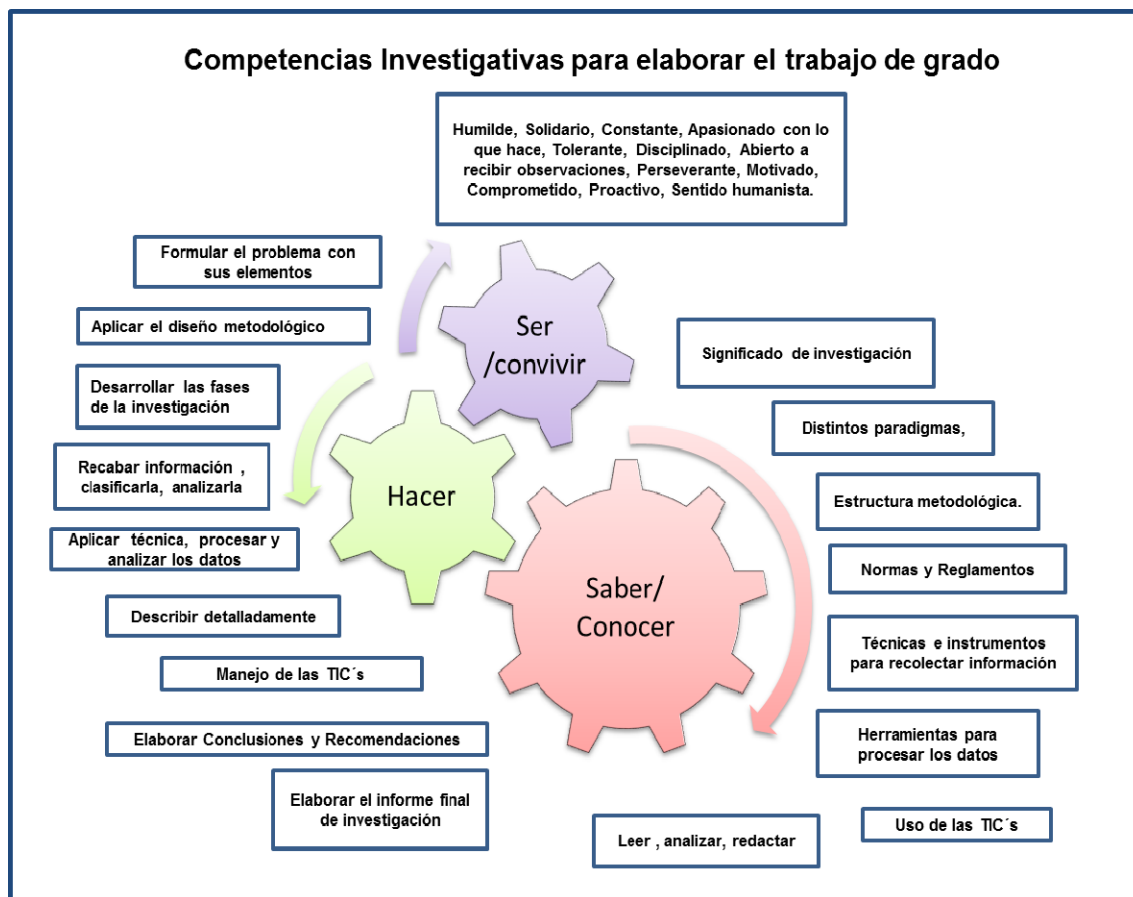 Competencias Investigativas para elaborar el trabajo de grado
Humilde, Solidario, Constante, Apasionado con lo
que hace, Tolerante, Disciplinado, Abierto a
recibir observaciones, Perseverante, Motivado,
Comprometido, Proactivo, Sentido humanista.
Formular el problema con
sus elementos
Aplicar el diseño metodológico
Desarrollar las fases
de la investigación
Recabar información ,
clasificarla, analizarla
Aplicar técnica, procesar y
analizar los datos
Describir detalladamente
Manejo de las TIC´s
Elaborar Conclusiones y Recomendaciones
Elaborar el informe final
de investigación
Ser
/convivir
Hacer
Saber/
Conocer
Significado de investigación
Distintos paradigmas,
Estructura metodológica.
Normas y Reglamentos
Técnicas e instrumentos
para recolectar información
Herramientas para
procesar los datos
Uso de las TIC´s
Leer , analizar, redactar